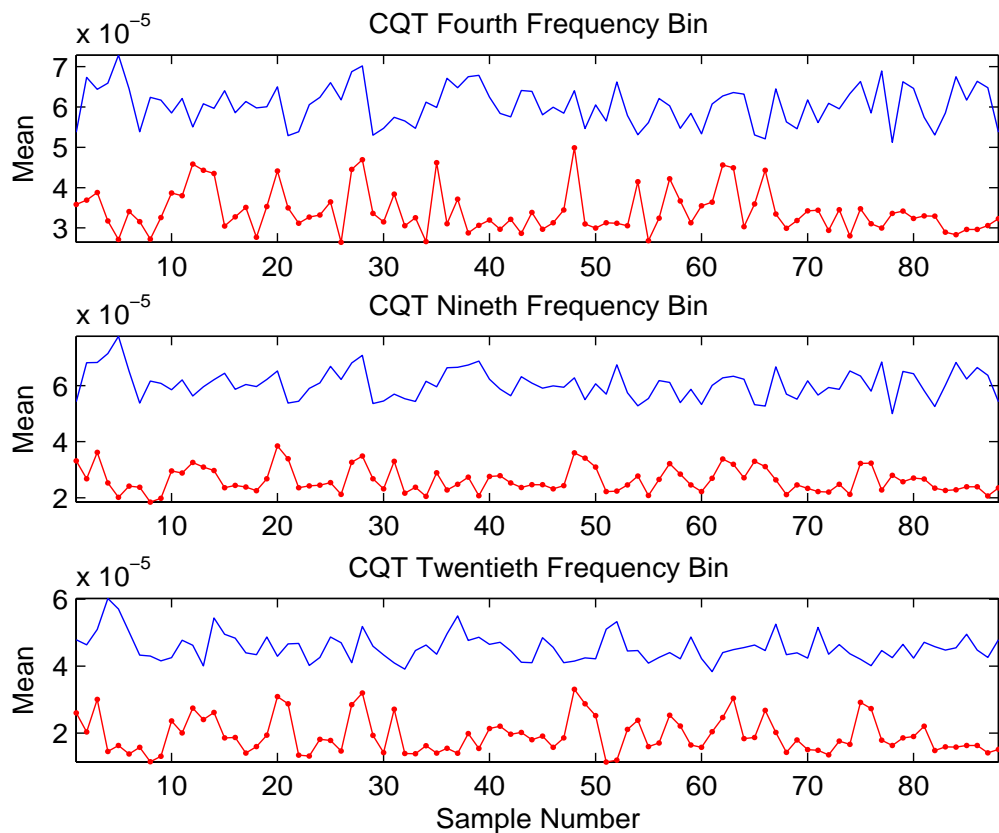 CQT Fourth Frequency Bin
x 10⁻⁵
7
6
5
4
3
Mean
10 20 30 40 50 60 70 80
CQT Nineth Frequency Bin
x 10⁻⁵
6
4
2
Mean
10 20 30 40 50 60 70 80
CQT Twentieth Frequency Bin
x 10⁻⁵
6
4
2
Mean
10 20 30 40 50 60 70 80
Sample Number